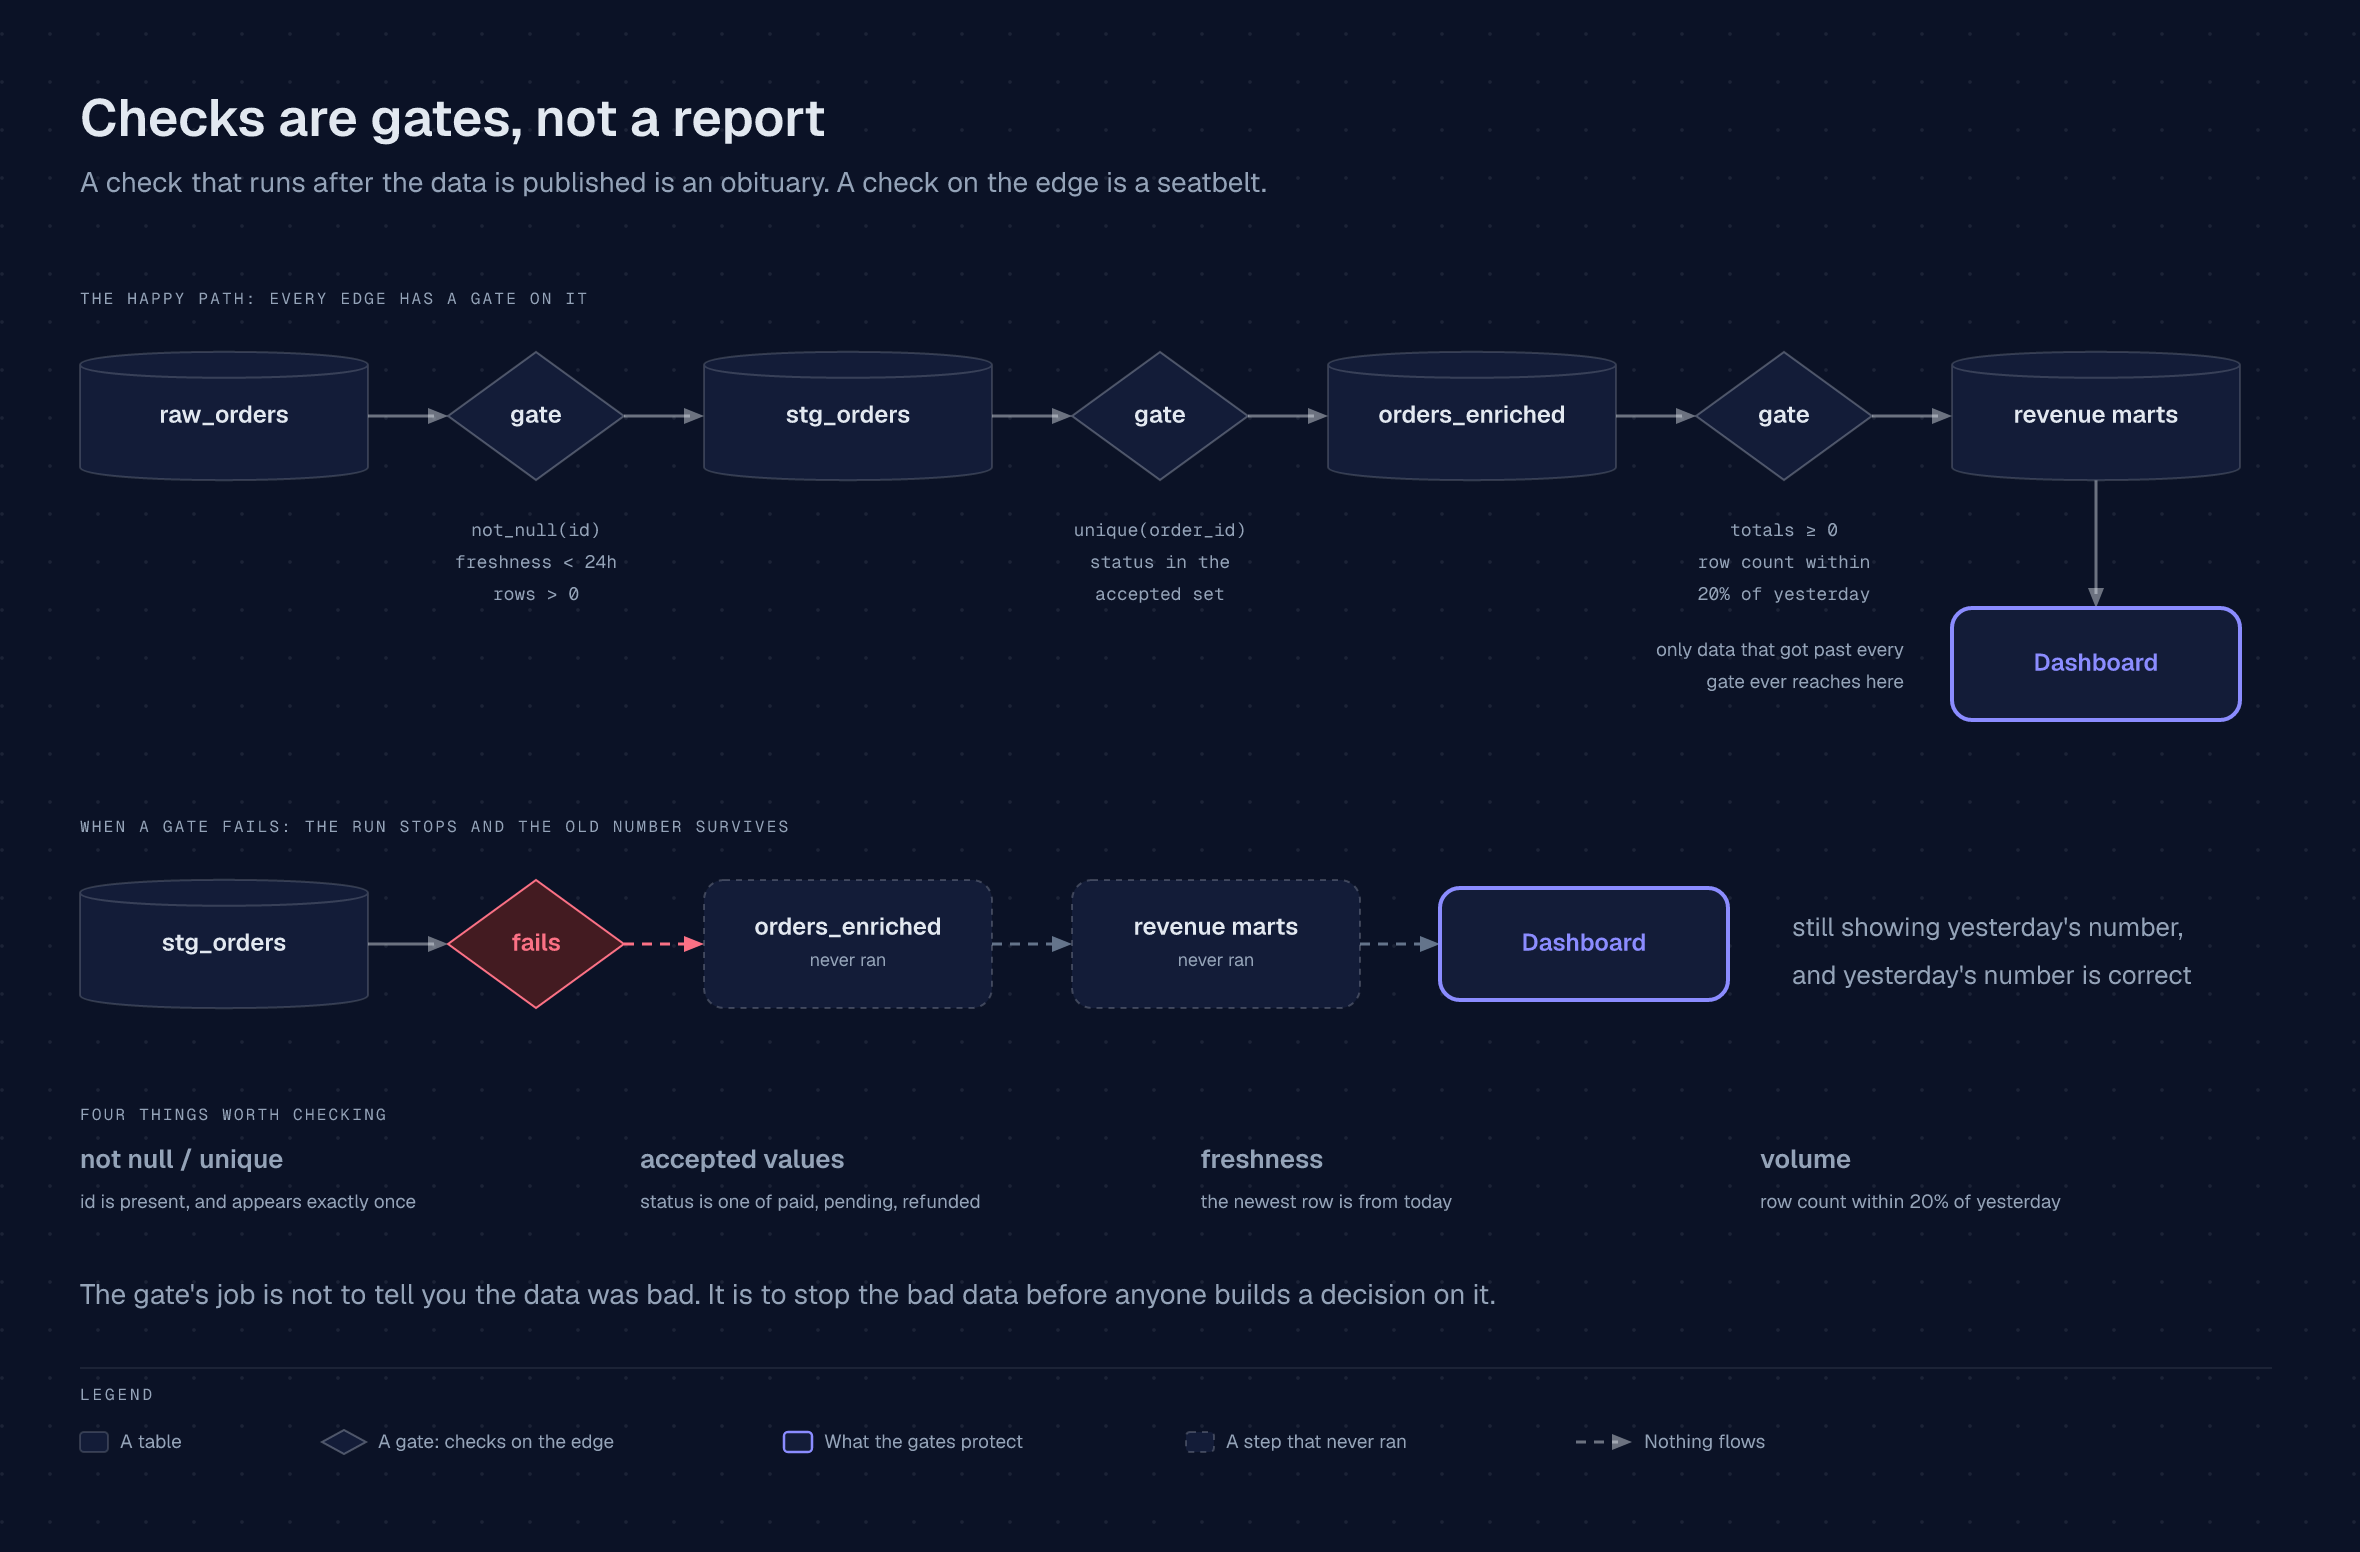 Checks are gates, not a report
A check that runs after the data is published is an obituary. A check on the edge is a seatbelt.
THE HAPPY PATH: EVERY EDGE HAS A GATE ON IT
raw_orders
gate
stg_orders
gate
orders_enriched
gate
revenue marts
not_null(id)
freshness < 24h
rows > 0
unique(order_id)
status in the
accepted set
totals ≥ 0
row count within
20% of yesterday
only data that got past every
gate ever reaches here
Dashboard
WHEN A GATE FAILS: THE RUN STOPS AND THE OLD NUMBER SURVIVES
stg_orders
fails
orders_enriched
never ran
revenue marts
never ran
Dashboard
still showing yesterday's number,
and yesterday's number is correct
FOUR THINGS WORTH CHECKING
not null / unique
id is present, and appears exactly once
accepted values
status is one of paid, pending, refunded
freshness
the newest row is from today
volume
row count within 20% of yesterday
The gate's job is not to tell you the data was bad. It is to stop the bad data before anyone builds a decision on it.
LEGEND
A table
A gate: checks on the edge
What the gates protect
A step that never ran
Nothing flows